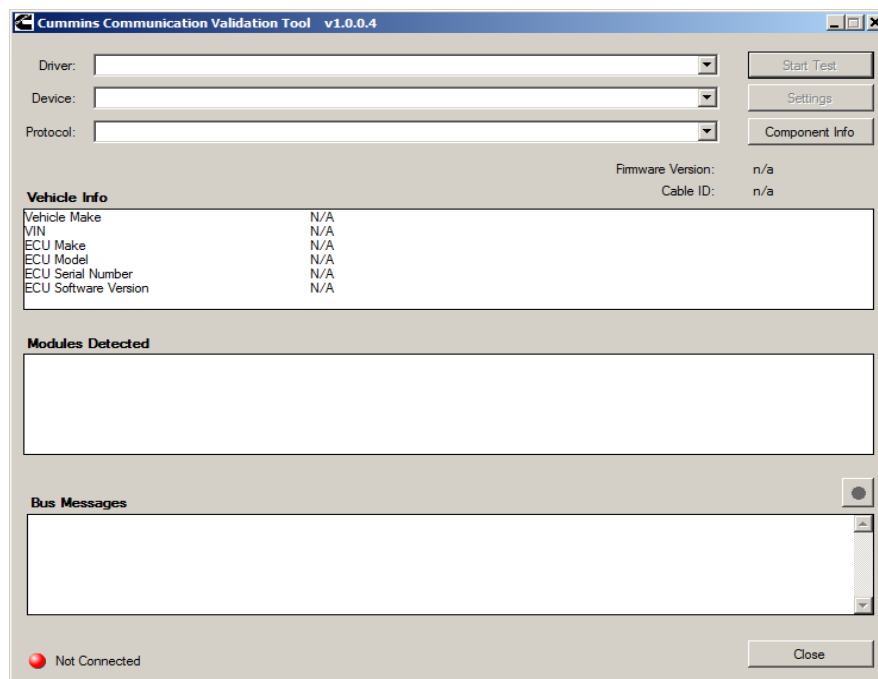 Cummins Communication Validation Tool v1.0.0.4
Driver:
Start Test
Device:
Settings
Protocol:
Component Info
Firmware Version: n/a
Cable ID: n/a
Vehicle Info
Vehicle Make N/A
VIN N/A
ECU Make N/A
ECU Model N/A
ECU Serial Number N/A
ECU Software Version N/A
Modules Detected
Bus Messages
Not Connected
Close